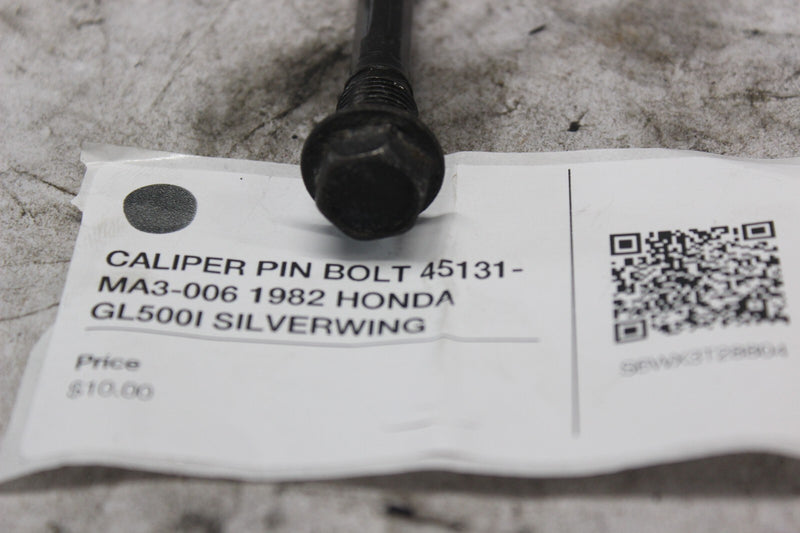 CALIPER PIN BOLT 45131-
MA3-006 1982 HONDA
GL500I SILVERWING
Price
$10.00